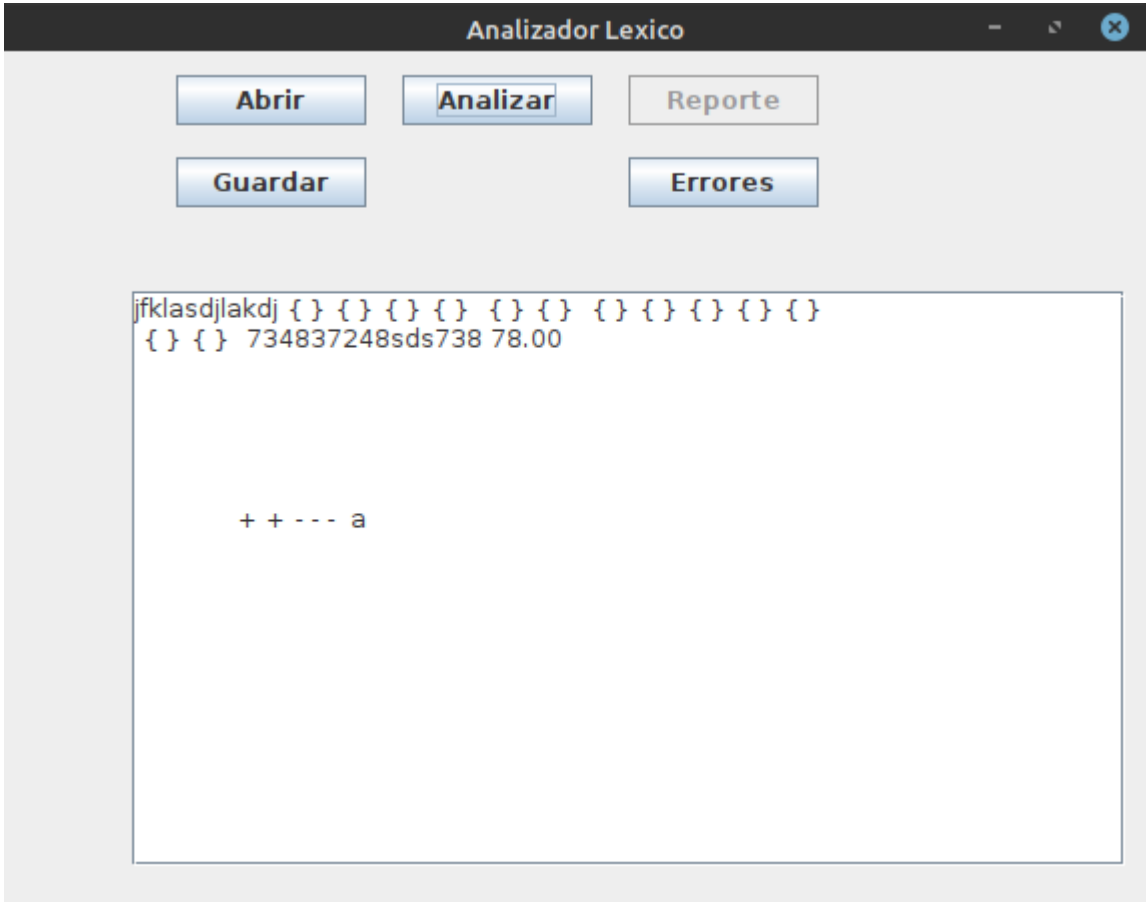 Analizador Lexico
Abrir Analizar Reporte
Guardar Errores
jfklasdjlakdj { } { } { } { }  { } { }  { } { } { } { } { }
{ } { }  734837248sds738 78.00
+ + - - -  a